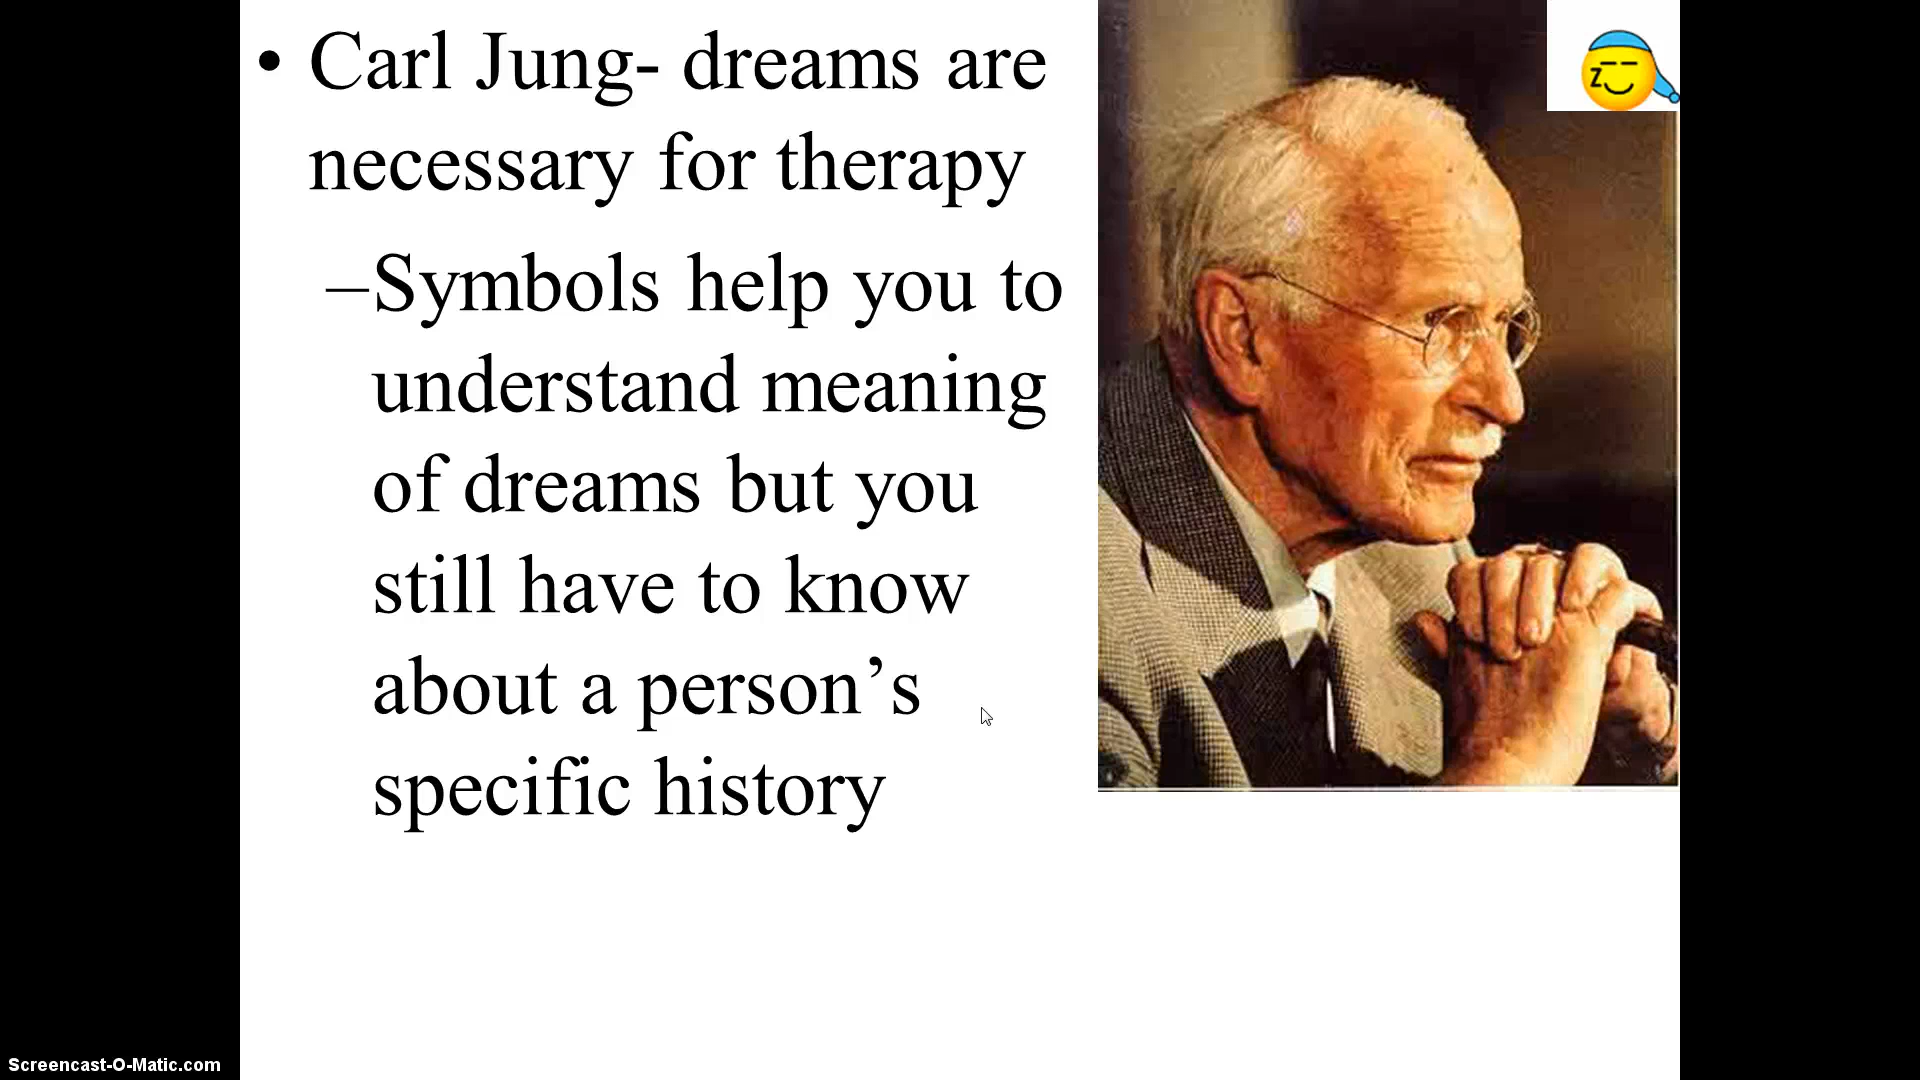 • Carl Jung- dreams are
necessary for therapy
–Symbols help you to
understand meaning
of dreams but you
still have to know
about a person’s
specific history
z
Screencast-O-Matic.com